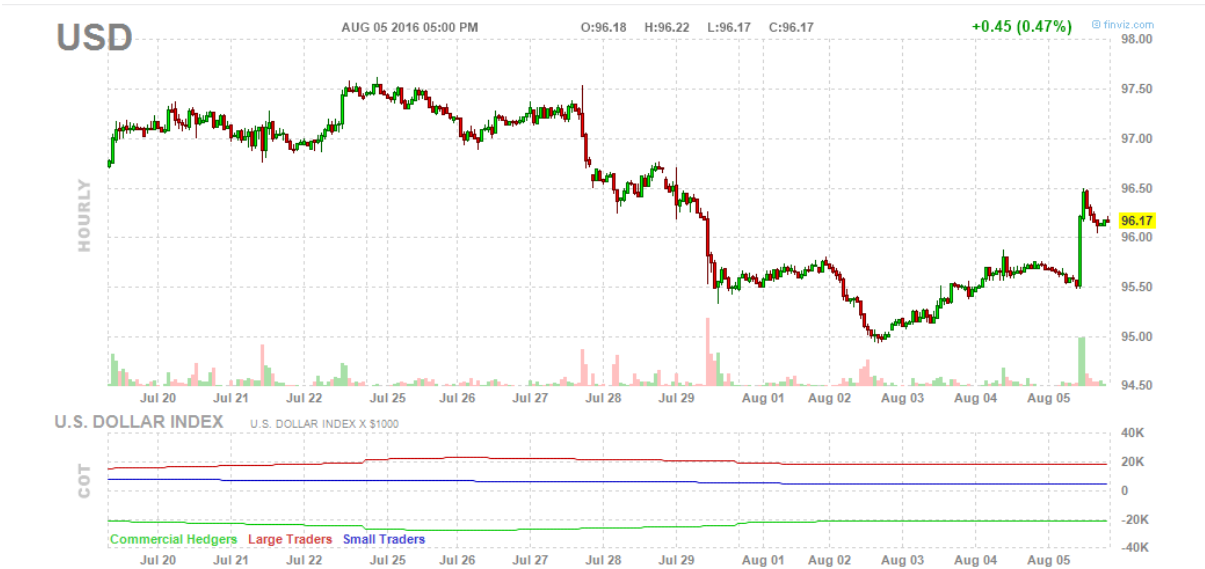 USD
AUG 05 2016 05:00 PM O:96.18 H:96.22 L:96.17 C:96.17 +0.45 (0.47%) © finviz.com
98.00
97.50
97.00
96.50
96.17
96.00
95.50
95.00
94.50
HOURLY
Jul 20 Jul 21 Jul 22 Jul 25 Jul 26 Jul 27 Jul 28 Jul 29 Aug 01 Aug 02 Aug 03 Aug 04 Aug 05
U.S. DOLLAR INDEX U.S. DOLLAR INDEX X $1000
40K
20K
0
-20K
-40K
COT
Commercial Hedgers Large Traders Small Traders
Jul 20 Jul 21 Jul 22 Jul 25 Jul 26 Jul 27 Jul 28 Jul 29 Aug 01 Aug 02 Aug 03 Aug 04 Aug 05